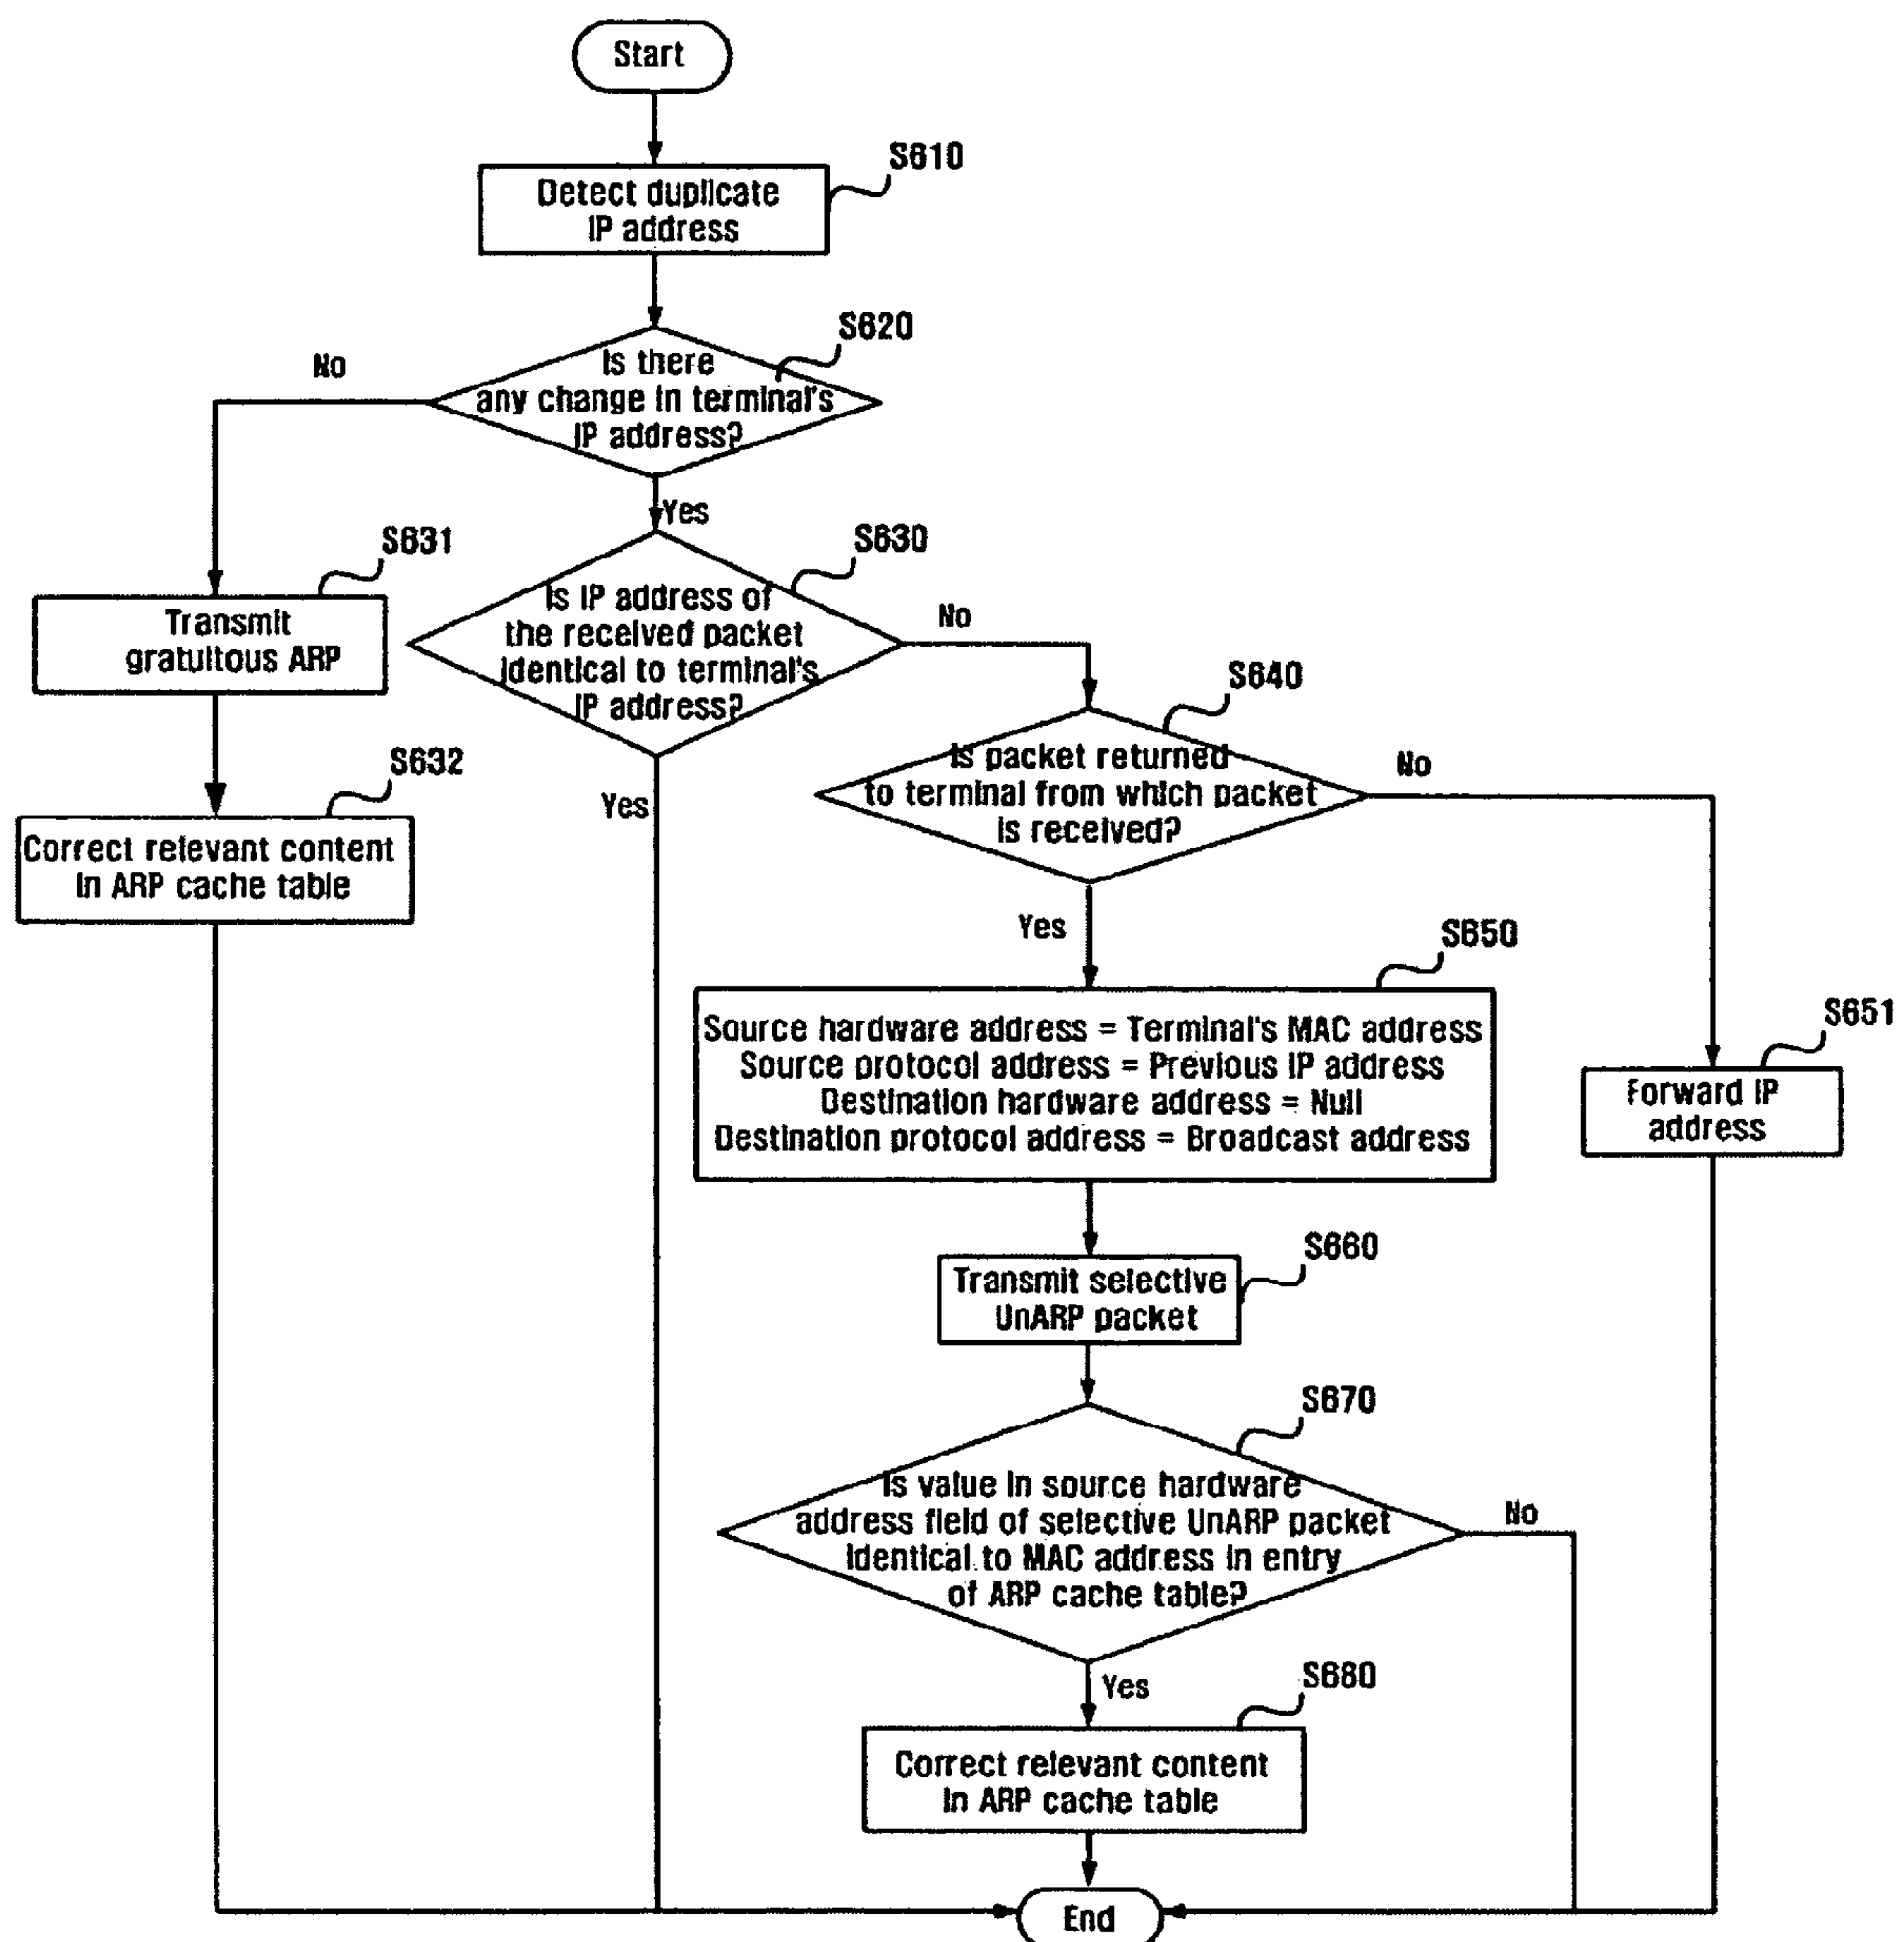 Start
S610
Detect duplicate
IP address
S620
Is there
any change in terminal's
IP address?
No
Yes
S631
Transmit
gratuitous ARP
S630
Is IP address of
the received packet
identical to terminal's
IP address?
No
Yes
S632
Correct relevant content
in ARP cache table
S640
Is packet returned
to terminal from which packet
is received?
No
Yes
S650
Source hardware address = Terminal's MAC address
Source protocol address = Previous IP address
Destination hardware address = Null
Destination protocol address = Broadcast address
S651
Forward IP
address
S660
Transmit selective
UnARP packet
S670
Is value in source hardware
address field of selective UnARP packet
identical to MAC address in entry
of ARP cache table?
No
Yes
S680
Correct relevant content
in ARP cache table
End